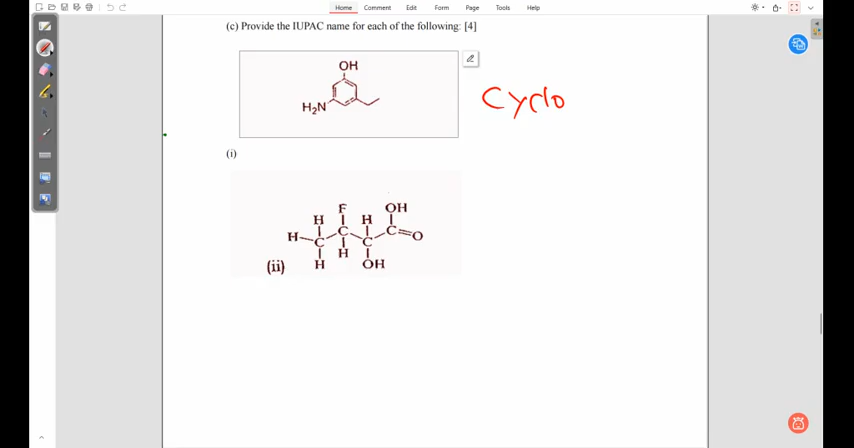 Home Comment Edit Form Page Tools Help
(c) Provide the IUPAC name for each of the following: [4]
OH
H₂N
Cyclo
(i)
F OH
H H
H C C C C O
H H OH
(ii)